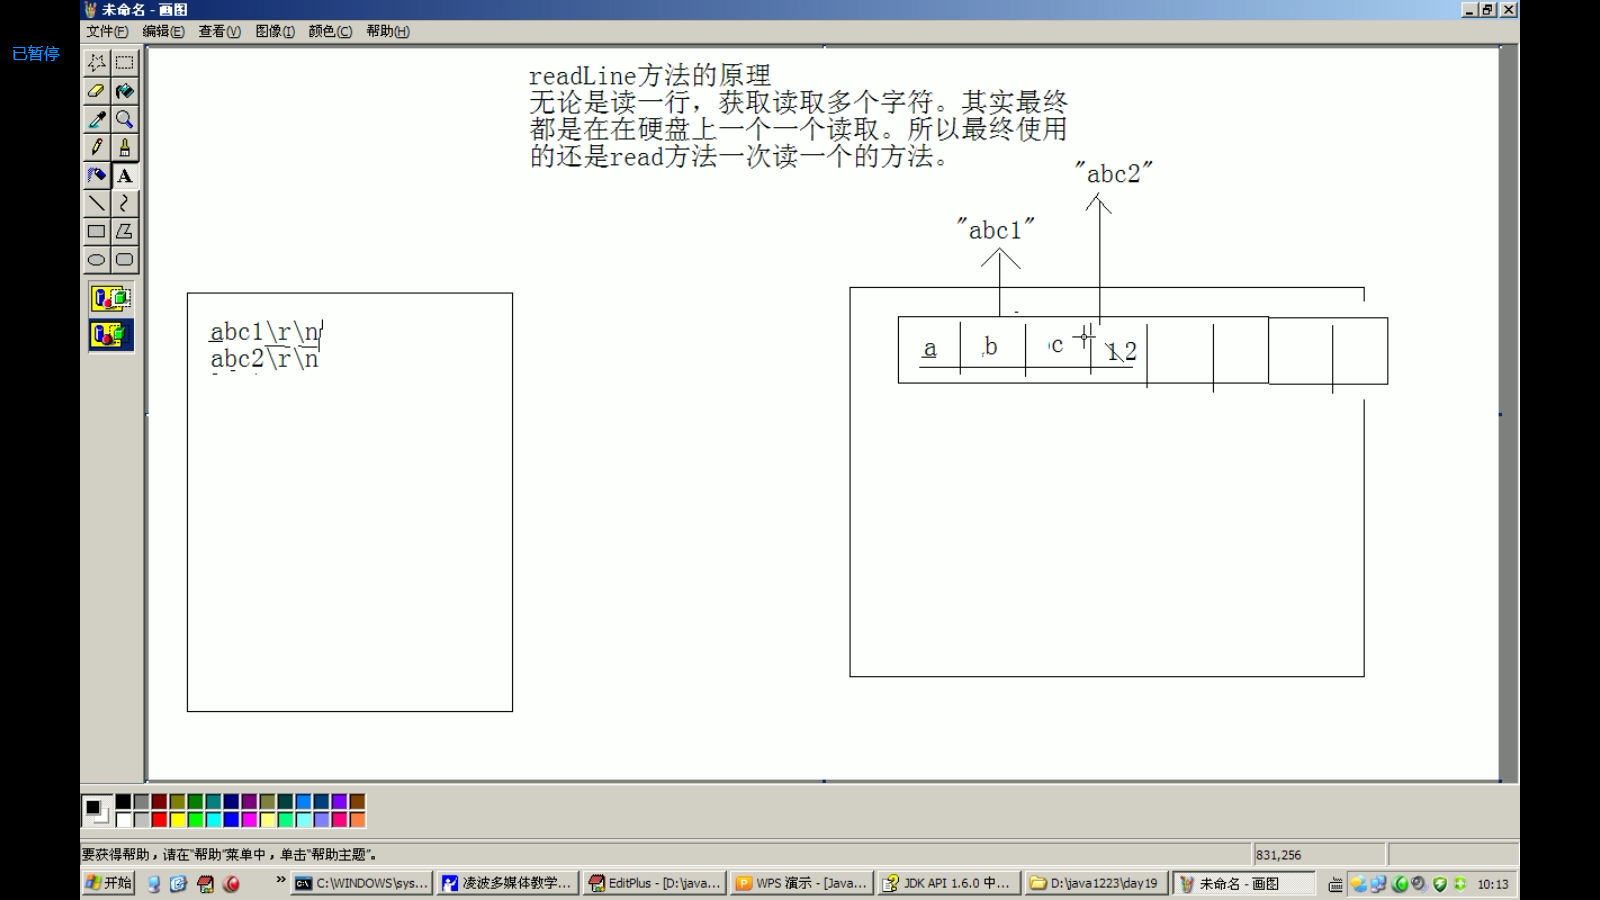 未命名 - 画图
文件(F) 编辑(E) 查看(V) 图像(I) 颜色(C) 帮助(H)
已暂停
readLine方法的原理
无论是读一行，获取读取多个字符。其实最终
都是在在硬盘上一个一个读取。所以最终使用
的还是read方法一次读一个的方法。
"abc2"
"abc1"
abc1\r\n
abc2\r\n
a b c 1 2
A
要获得帮助，请在"帮助"菜单中，单击"帮助主题"。
831,256
开始
C:\WINDOWS\sys...
凌波多媒体教学...
EditPlus - [D:\java...
WPS 演示 - [Java...
JDK API 1.6.0 中...
D:\java1223\day19
未命名 - 画图
10:13